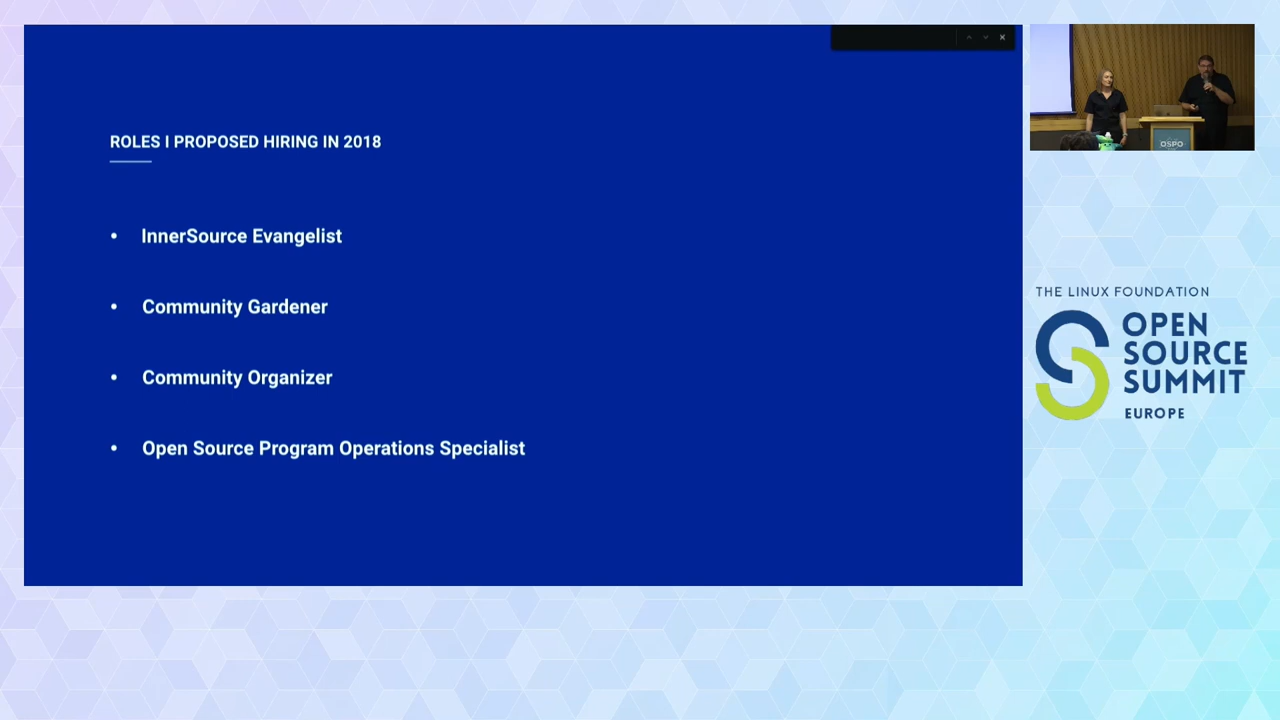 ROLES I PROPOSED HIRING IN 2018
• InnerSource Evangelist
• Community Gardener
• Community Organizer
• Open Source Program Operations Specialist
OSPO
THE LINUX FOUNDATION
OPEN
SOURCE
SUMMIT
EUROPE